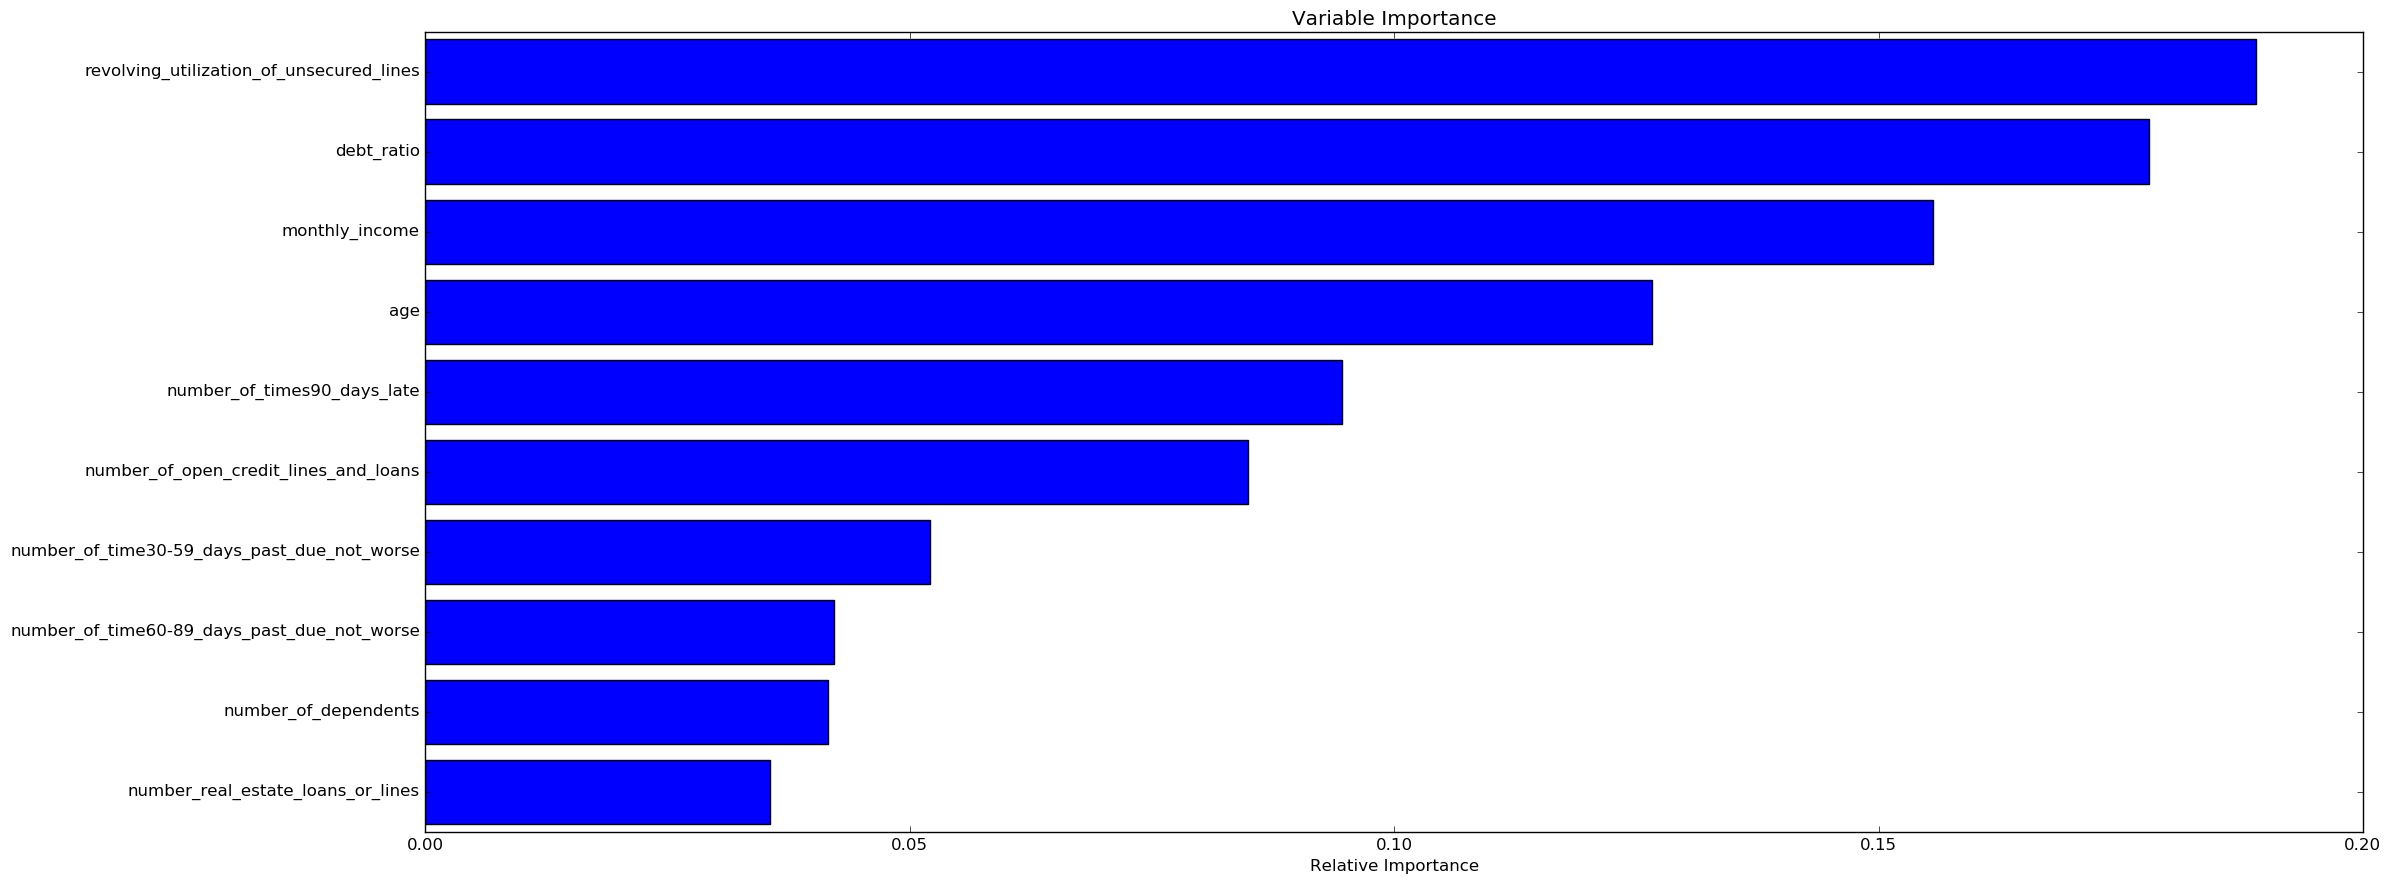 Variable Importance
revolving_utilization_of_unsecured_lines
debt_ratio
monthly_income
age
number_of_times90_days_late
number_of_open_credit_lines_and_loans
number_of_time30-59_days_past_due_not_worse
number_of_time60-89_days_past_due_not_worse
number_of_dependents
number_real_estate_loans_or_lines
0.00 0.05 0.10 0.15 0.20
Relative Importance